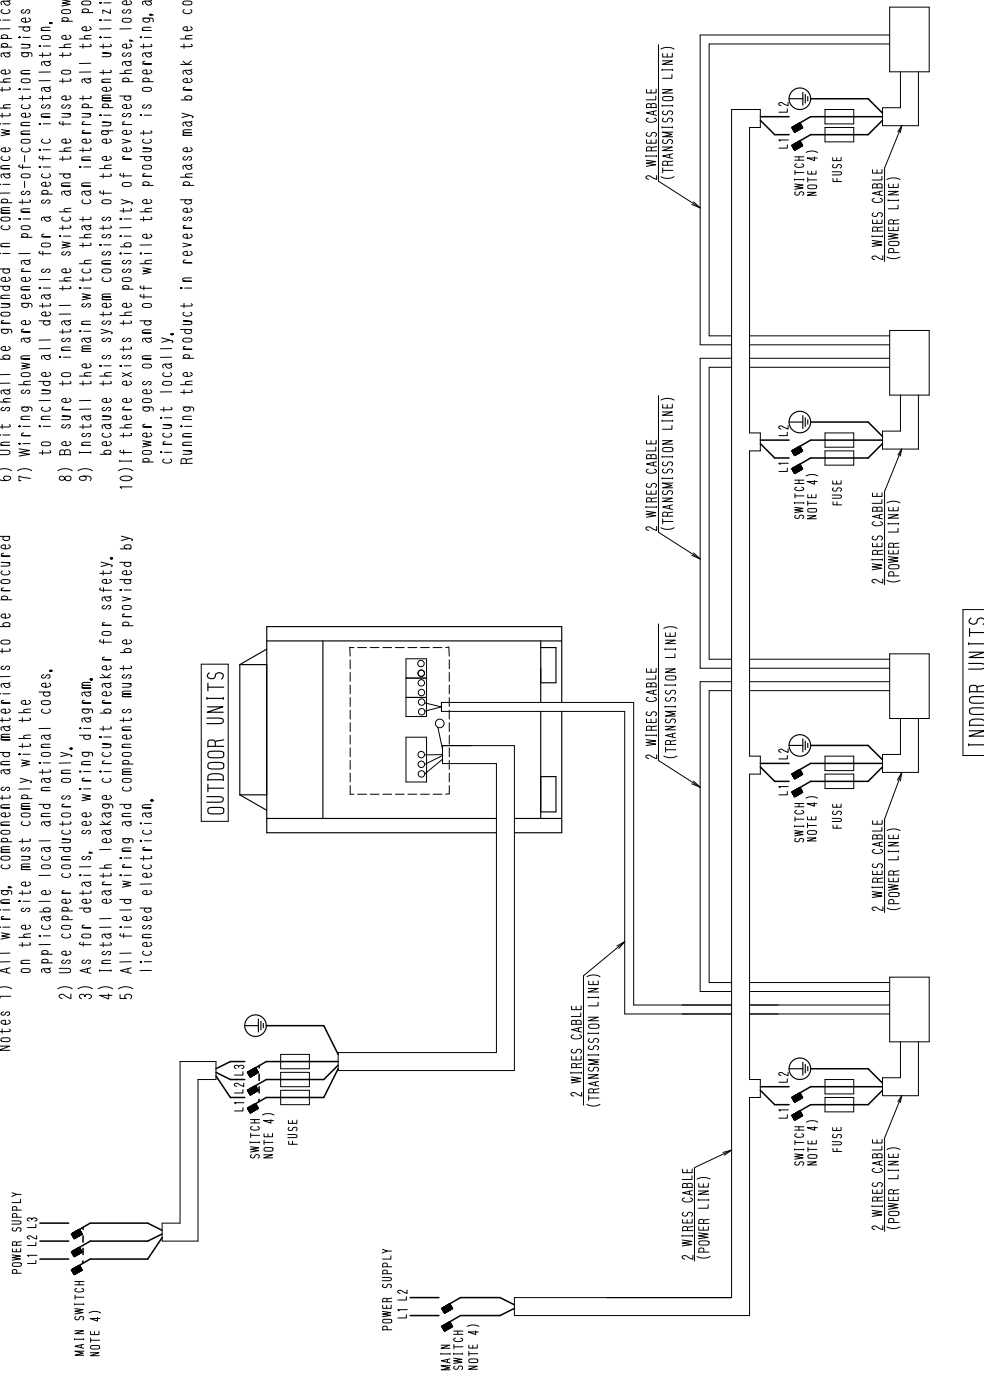 Notes 1) All wiring, components and materials to be procured
on the site must comply with the
applicable local and national codes.
2) Use copper conductors only.
3) As for details, see wiring diagram.
4) Install earth leakage circuit breaker for safety.
5) All field wiring and components must be provided by
licensed electrician.
6) Unit shall be grounded in compliance with the applica
7) Wiring shown are general points-of-connection guides
to include all details for a specific installation.
8) Be sure to install the switch and the fuse to the pow
9) Install the main switch that can interrupt all the po
because this system consists of the equipment utilizi
10)If there exists the possibility of reversed phase,lose
power goes on and off while the product is operating,a
circuit locally.
Running the product in reversed phase may break the co
POWER SUPPLY
L1 L2 L3
MAIN SWITCH
NOTE 4)
L1 L2 L3
SWITCH
NOTE 4)
FUSE
OUTDOOR UNITS
POWER SUPPLY
L1 L2
MAIN
SWITCH
NOTE 4)
2 WIRES CABLE
(POWER LINE)
2 WIRES CABLE
(TRANSMISSION LINE)
2 WIRES CABLE
(TRANSMISSION LINE)
2 WIRES CABLE
(TRANSMISSION LINE)
2 WIRES CABLE
(TRANSMISSION LINE)
L1 L2
SWITCH
NOTE 4)
FUSE
2 WIRES CABLE
(POWER LINE)
L1 L2
SWITCH
NOTE 4)
FUSE
2 WIRES CABLE
(POWER LINE)
L1 L2
SWITCH
NOTE 4)
FUSE
2 WIRES CABLE
(POWER LINE)
L1 L2
SWITCH
NOTE 4)
FUSE
2 WIRES CABLE
(POWER LINE)
INDOOR UNITS